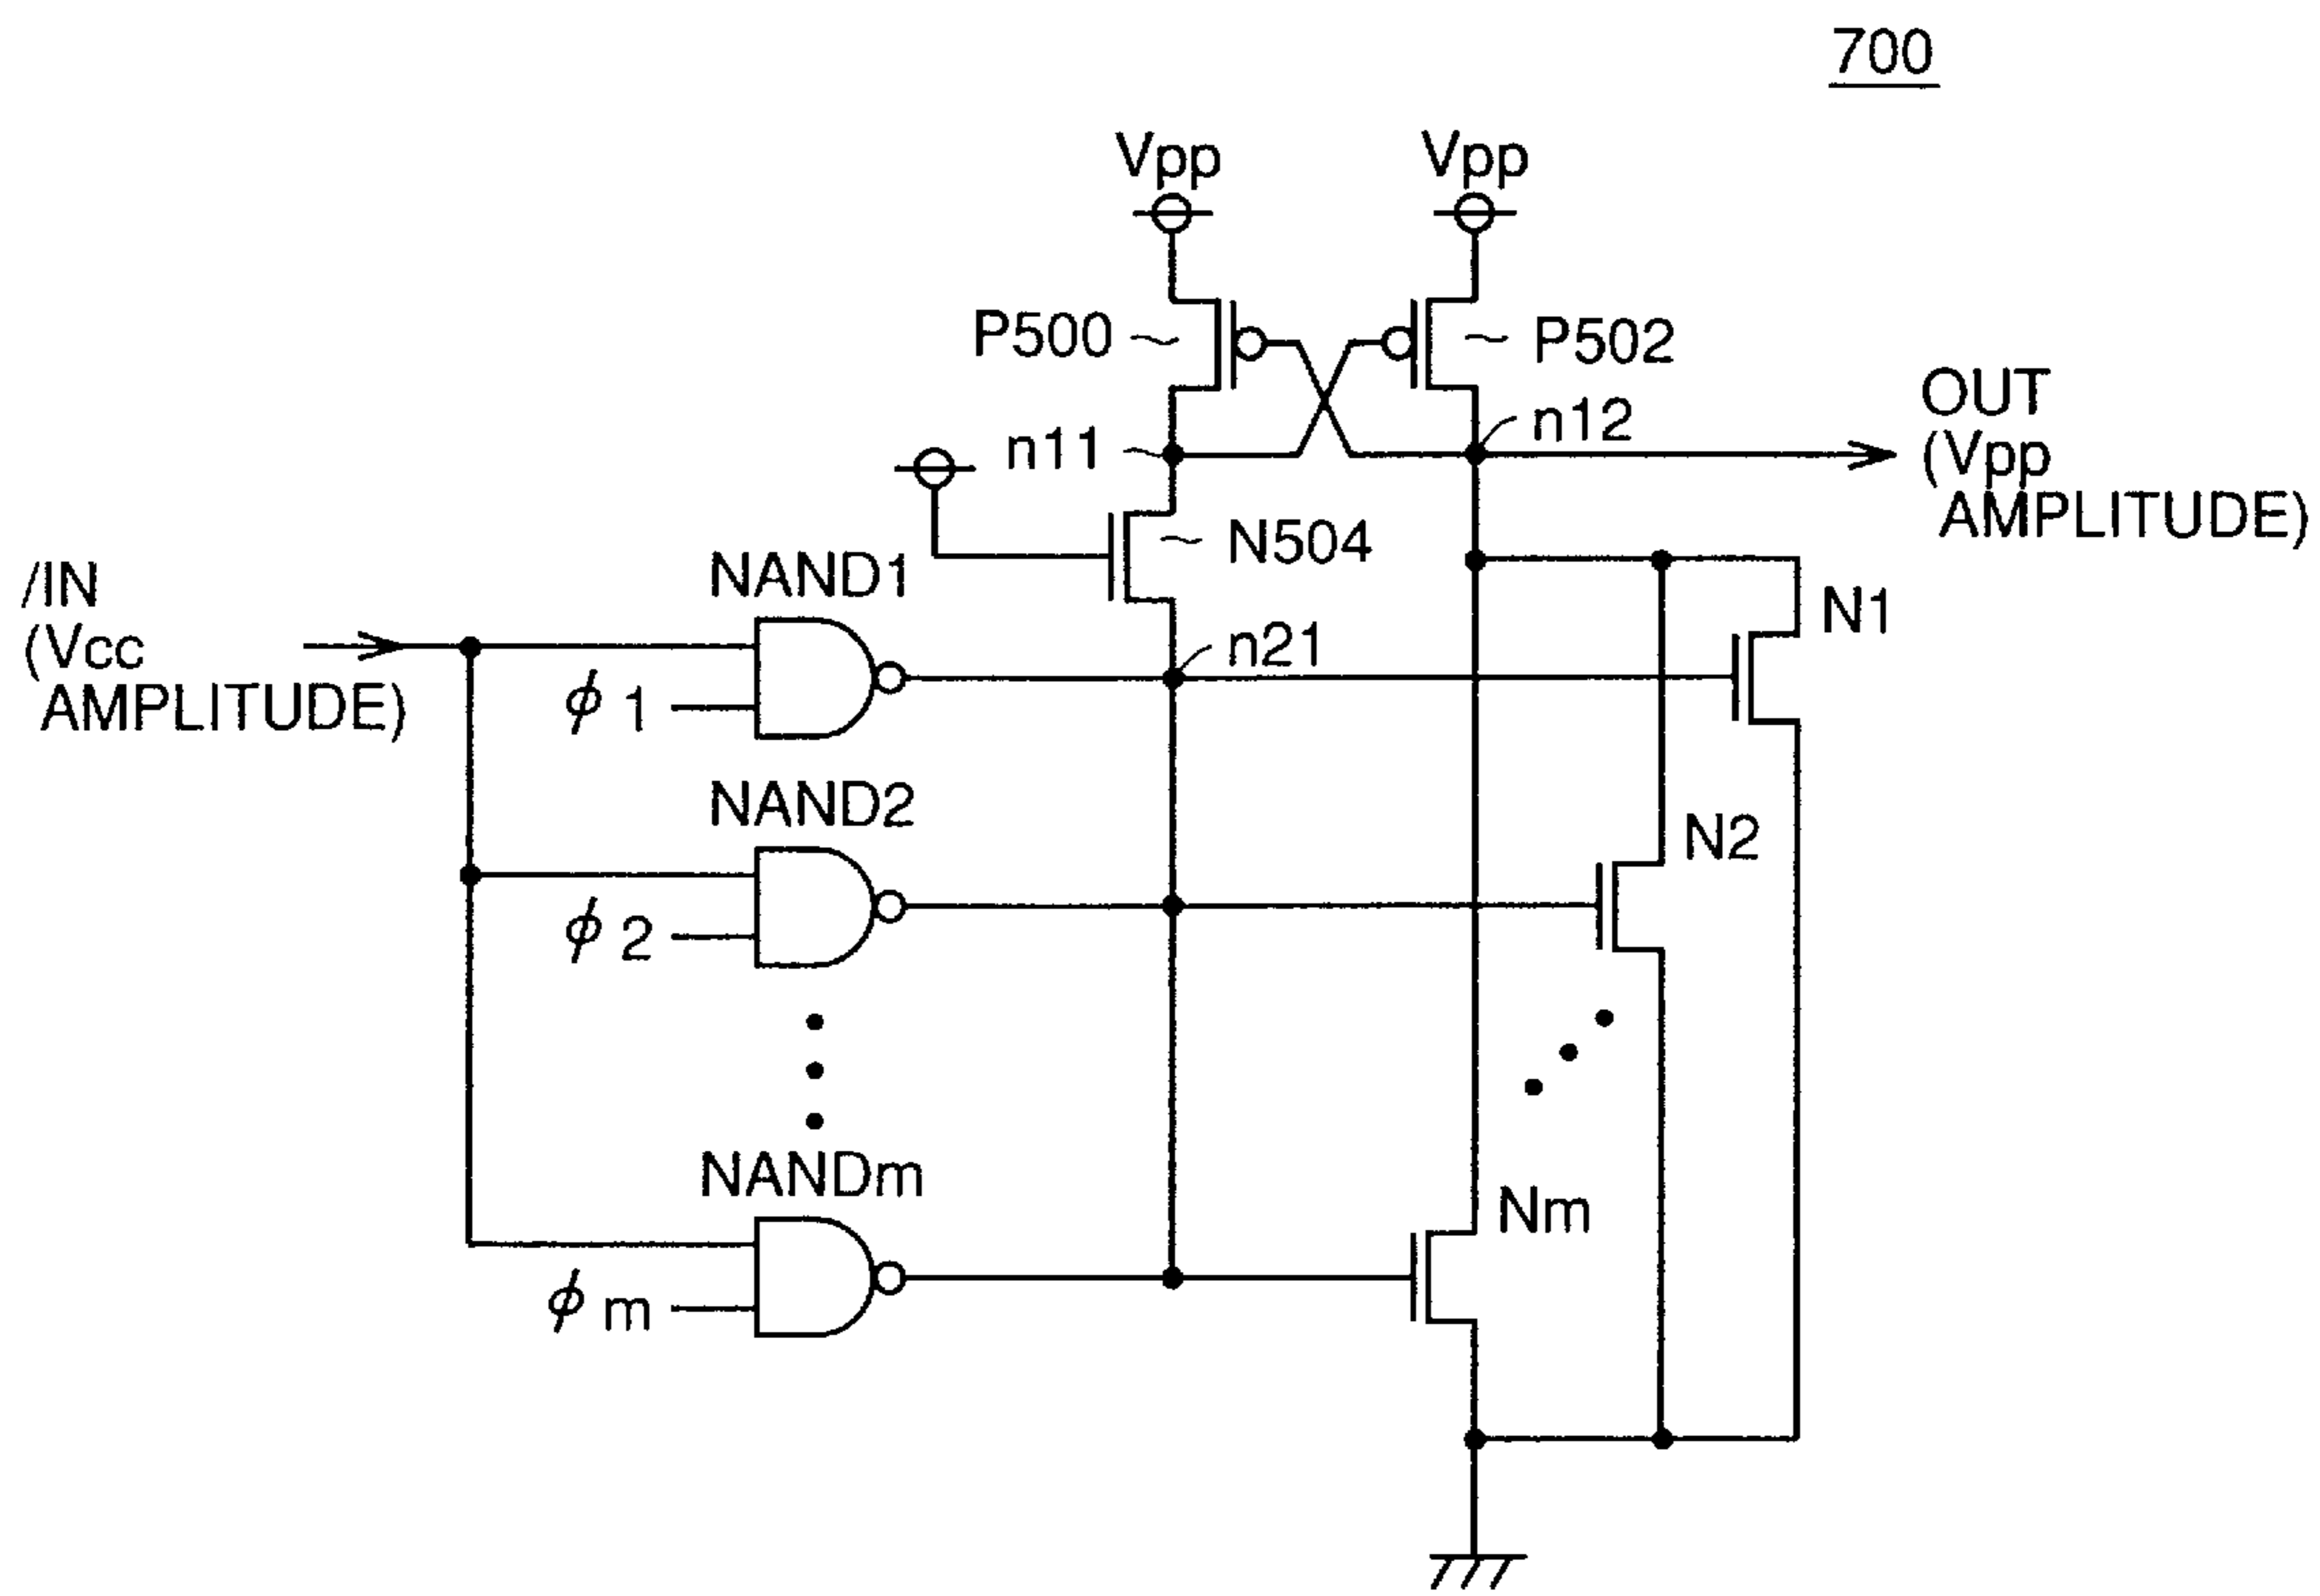 700
Vpp
Vpp
P500
P502
n11
n12
OUT
(Vpp
AMPLITUDE)
N504
NAND1
/IN
(Vcc
AMPLITUDE)
N1
n21
ϕ 1
NAND2
N2
ϕ 2
NANDm
Nm
ϕ m